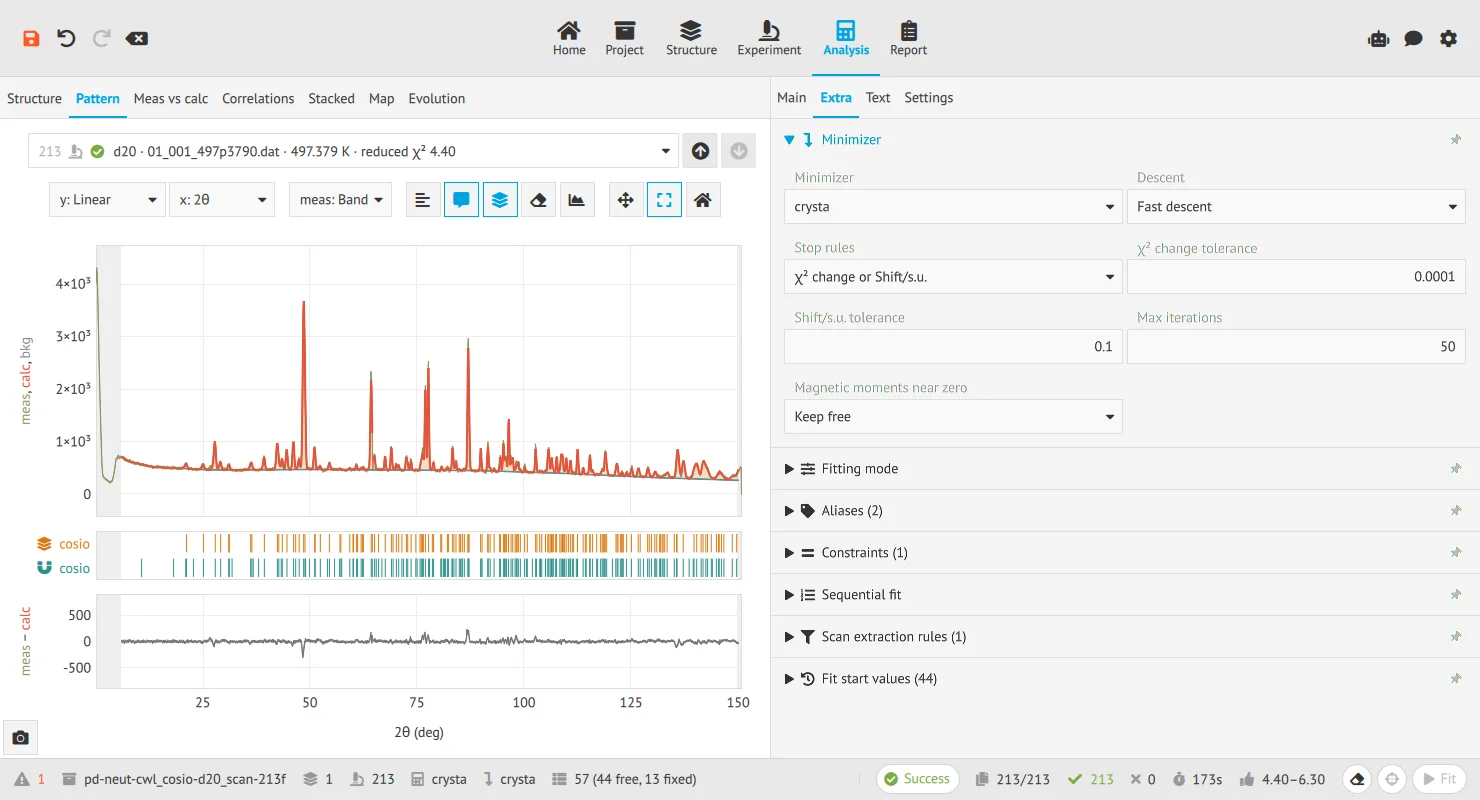 Home
Project
Structure
Experiment
Analysis
Report
Structure
Pattern
Meas vs calc
Correlations
Stacked
Map
Evolution
Main
Extra
Text
Settings
213 d20 · 01_001_497p3790.dat · 497.379 K · reduced χ² 4.40
y: Linear
x: 2θ
meas: Band
meas, calc, bkg
4×10³
3×10³
2×10³
1×10³
0
cosio
cosio
meas − calc
500
0
-500
25
50
75
100
125
150
2θ (deg)
Minimizer
Minimizer
Descent
crysta
Fast descent
Stop rules
χ² change tolerance
χ² change or Shift/s.u.
0.0001
Shift/s.u. tolerance
Max iterations
0.1
50
Magnetic moments near zero
Keep free
Fitting mode
Aliases (2)
Constraints (1)
Sequential fit
Scan extraction rules (1)
Fit start values (44)
1
pd-neut-cwl_cosio-d20_scan-213f
1
213
crysta
crysta
57 (44 free, 13 fixed)
Success
213/213
213
0
173s
4.40–6.30
Fit